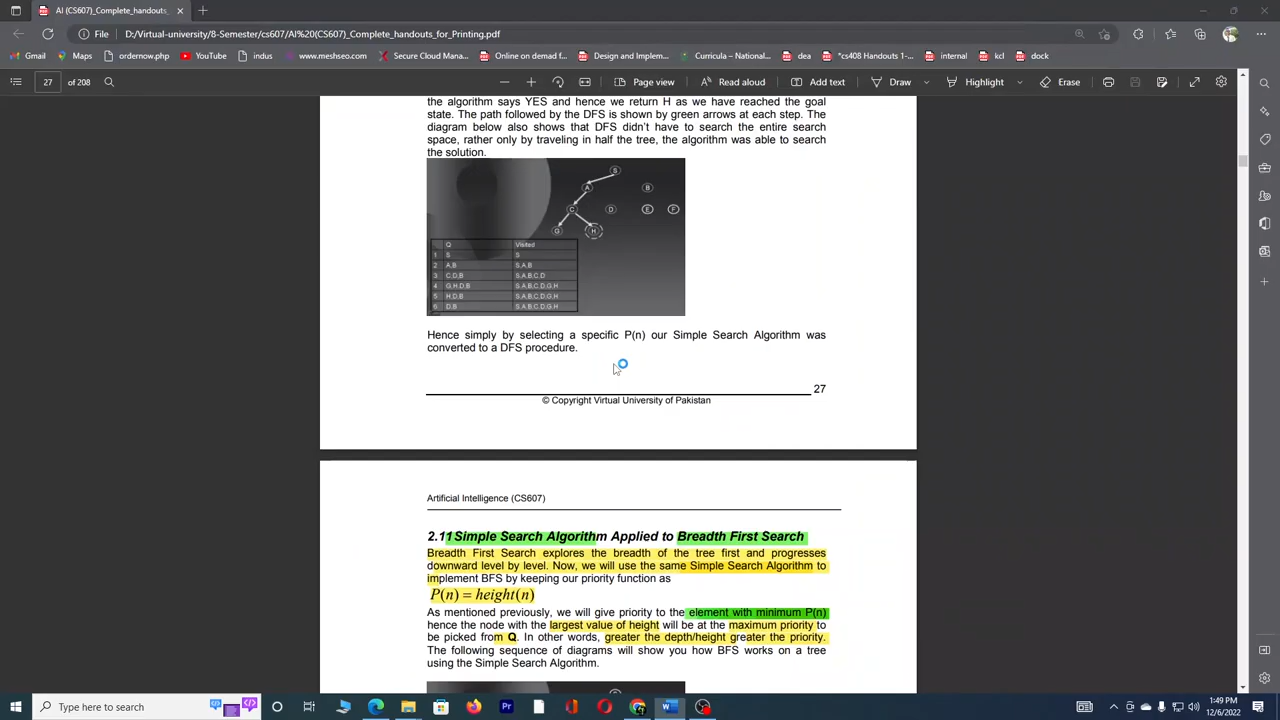 AI (CS607)_Complete_handouts_
File
D:/Virtual-university/8-Semester/cs607/AI%20(CS607)_Complete_handouts_for_Printing.pdf
Gmail
Maps
ordernow.php
YouTube
indus
www.meshseo.com
Secure Cloud Manag...
Online on demad f...
Curricula – National...
dea
*cs408 Handouts 1-...
internal
kcl
dock
27
of 208
Page view
Read aloud
Add text
Draw
Highlight
Erase
the algorithm says YES and hence we return H as we have reached the goal
state. The path followed by the DFS is shown by green arrows at each step. The
diagram below also shows that DFS didn't have to search the entire search
space, rather only by traveling in half the tree, the algorithm was able to search
the solution.
S
A B
C D E F
G H
Q Visited
1 S S
2 A,B S,A,B
3 C,D,B S,A,B,C,D
4 G,H,D,B S,A,B,C,D,G,H
5 H,D,B S,A,B,C,D,G,H
6 D,B S,A,B,C,D,G,H
Hence simply by selecting a specific P(n) our Simple Search Algorithm was
converted to a DFS procedure.
27
© Copyright Virtual University of Pakistan
Artificial Intelligence (CS607)
2.11Simple Search Algorithm Applied to Breadth First Search
Breadth First Search explores the breadth of the tree first and progresses
downward level by level. Now, we will use the same Simple Search Algorithm to
implement BFS by keeping our priority function as
P(n) = height(n)
As mentioned previously, we will give priority to the element with minimum P(n)
hence the node with the largest value of height will be at the maximum priority to
be picked from Q. In other words, greater the depth/height greater the priority.
The following sequence of diagrams will show you how BFS works on a tree
using the Simple Search Algorithm.
Type here to search
1:49 PM
12/6/2022